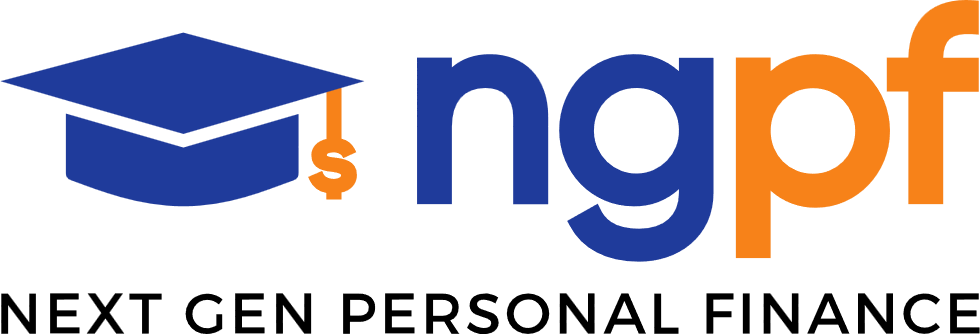 $ ngpf
NEXT GEN PERSONAL FINANCE